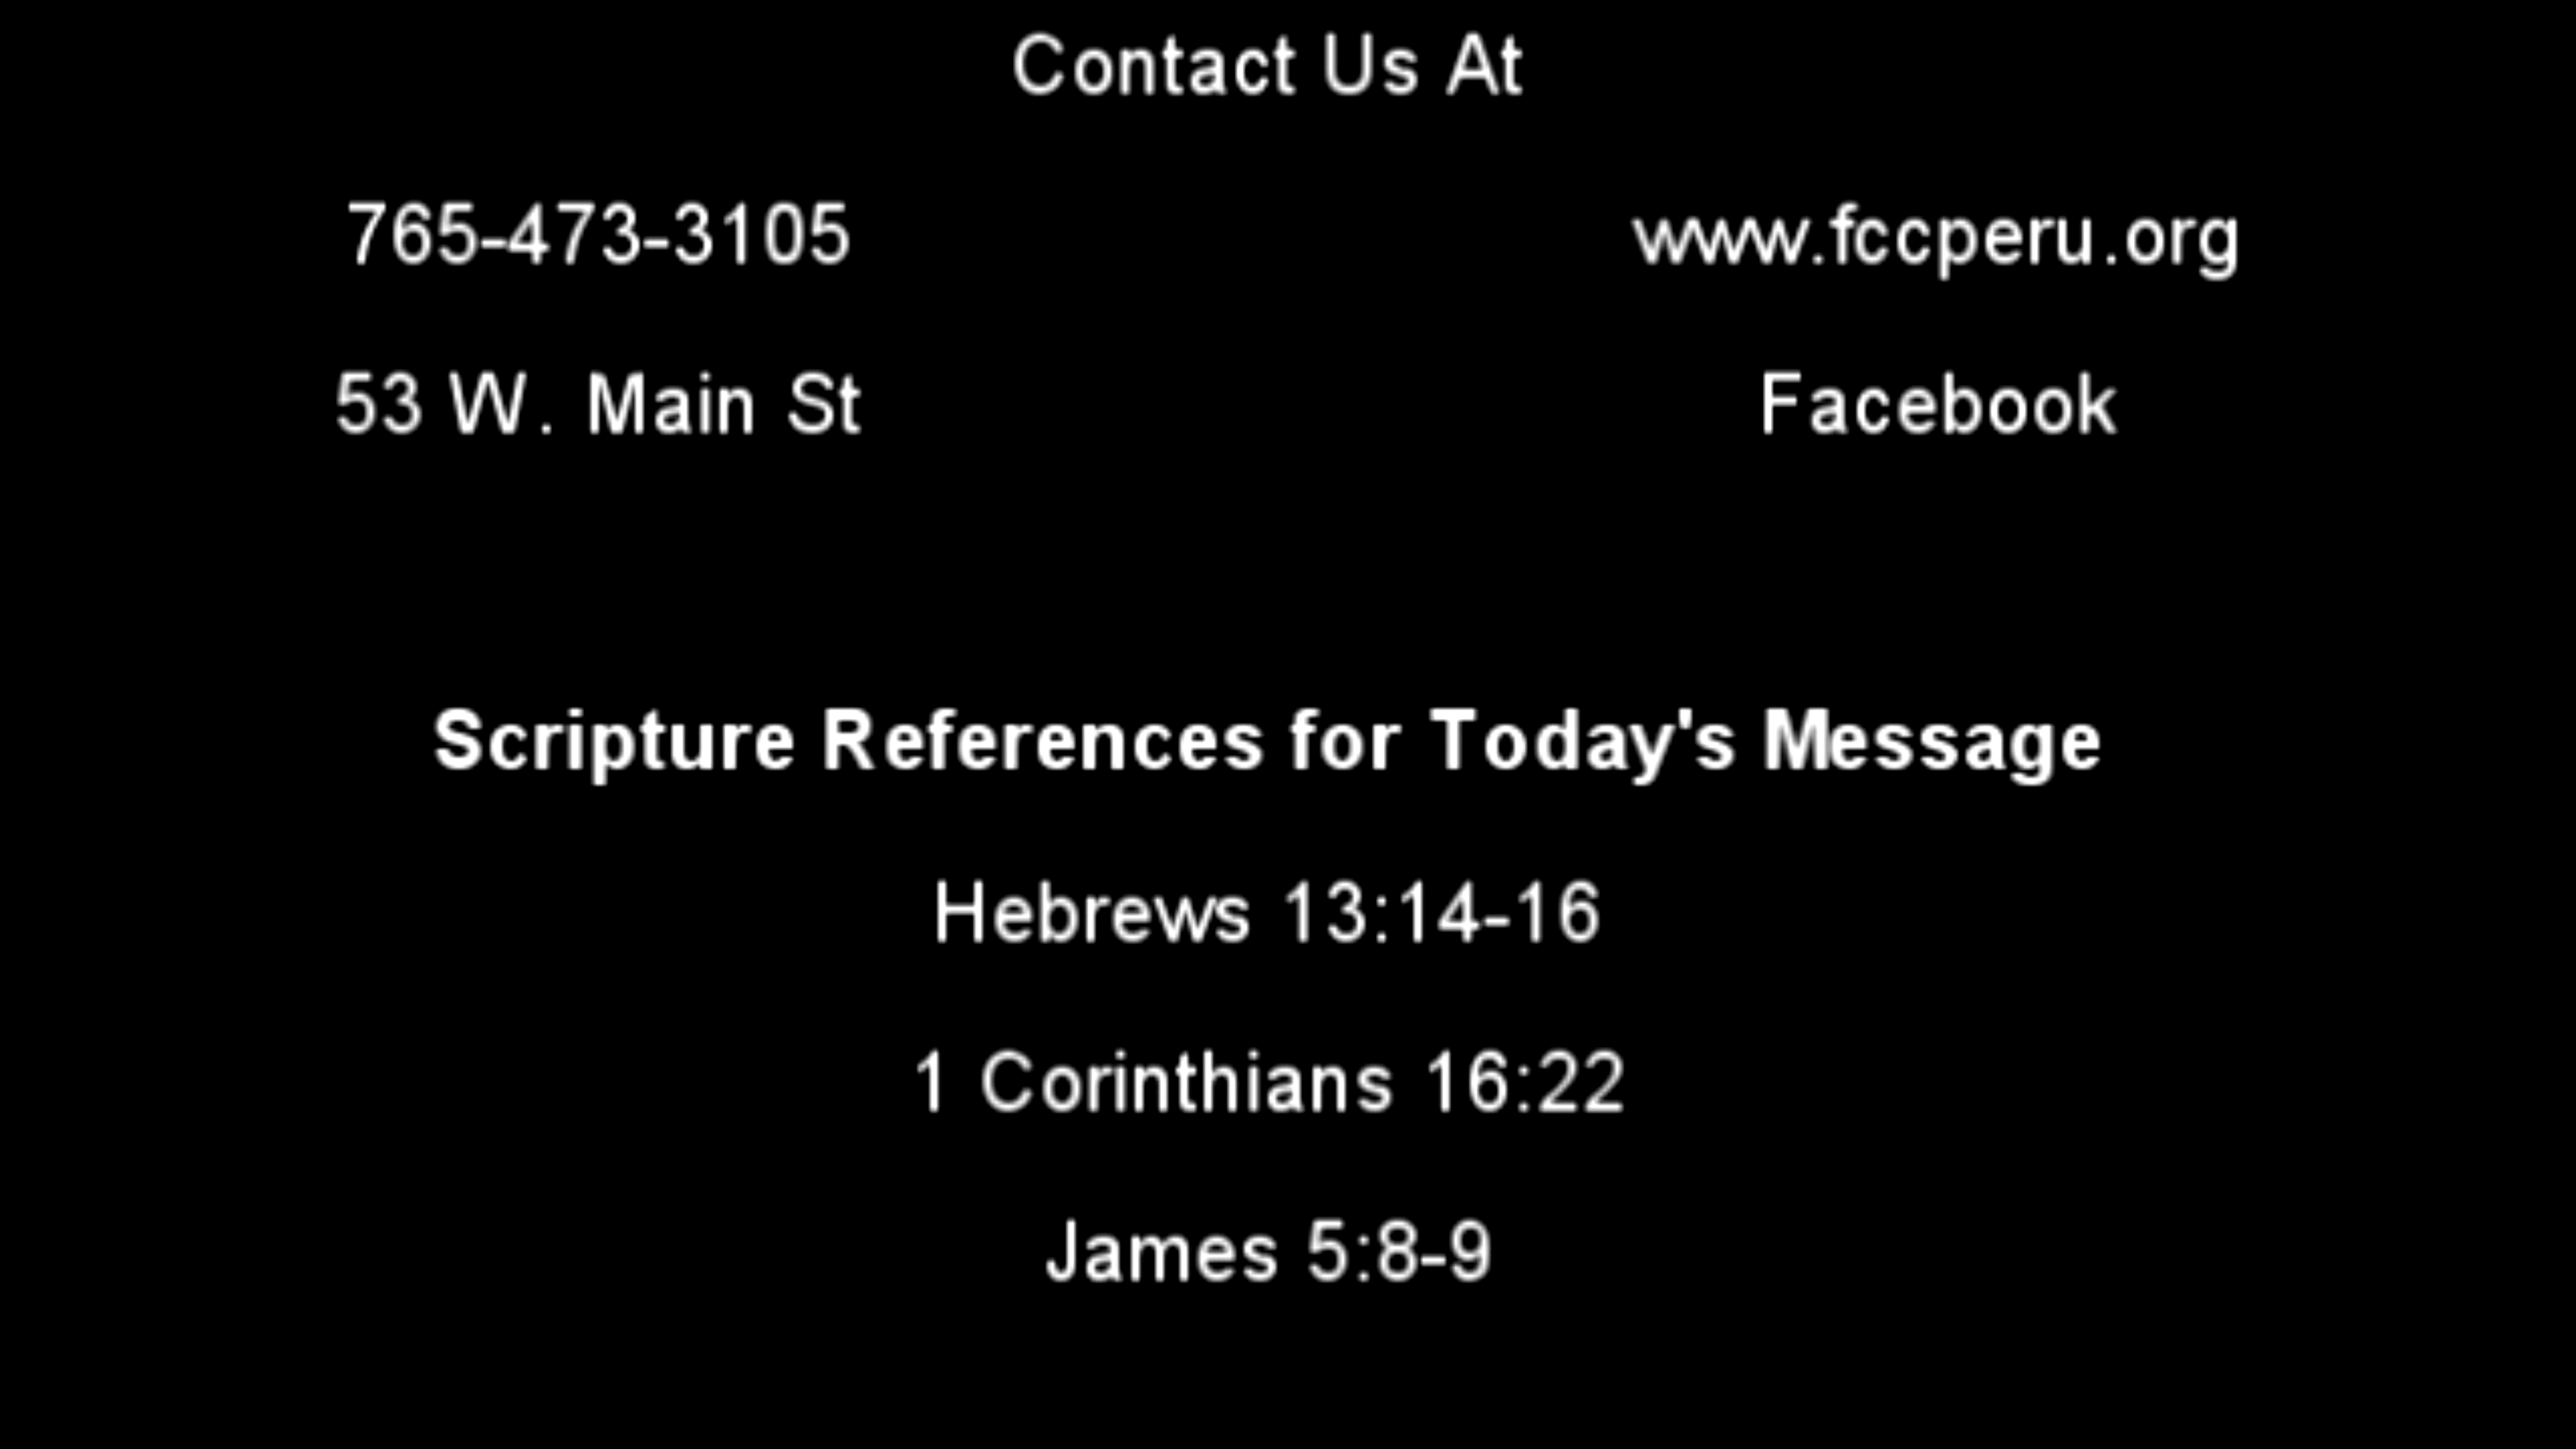 Contact Us At
765-473-3105 www.fccperu.org
53 W. Main St Facebook
Scripture References for Today's Message
Hebrews 13:14-16
1 Corinthians 16:22
James 5:8-9